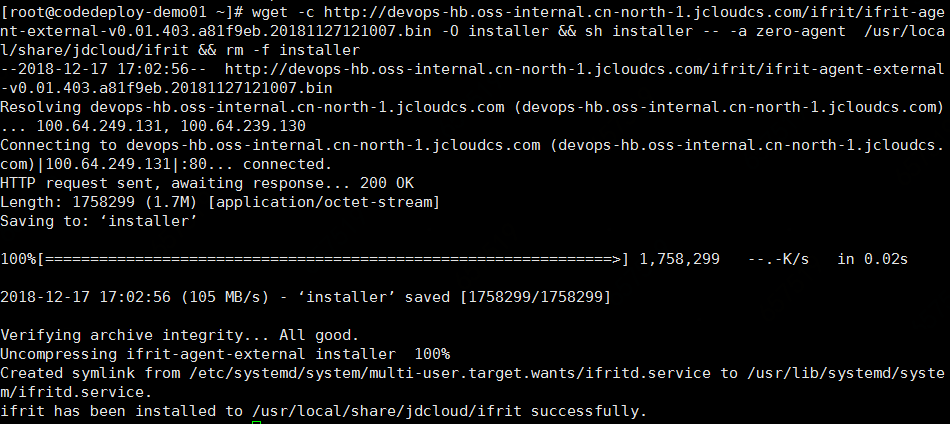 [root@codedeploy-demo01 ~]# wget -c http://devops-hb.oss-internal.cn-north-1.jcloudcs.com/ifrit/ifrit-age
nt-external-v0.01.403.a81f9eb.20181127121007.bin -O installer && sh installer -- -a zero-agent  /usr/loca
l/share/jdcloud/ifrit && rm -f installer
--2018-12-17 17:02:56--  http://devops-hb.oss-internal.cn-north-1.jcloudcs.com/ifrit/ifrit-agent-external
-v0.01.403.a81f9eb.20181127121007.bin
Resolving devops-hb.oss-internal.cn-north-1.jcloudcs.com (devops-hb.oss-internal.cn-north-1.jcloudcs.com)
... 100.64.249.131, 100.64.239.130
Connecting to devops-hb.oss-internal.cn-north-1.jcloudcs.com (devops-hb.oss-internal.cn-north-1.jcloudcs.
com)|100.64.249.131|:80... connected.
HTTP request sent, awaiting response... 200 OK
Length: 1758299 (1.7M) [application/octet-stream]
Saving to: ‘installer’
100%[===============================================================>] 1,758,299   --.-K/s   in 0.02s
2018-12-17 17:02:56 (105 MB/s) - ‘installer’ saved [1758299/1758299]
Verifying archive integrity... All good.
Uncompressing ifrit-agent-external installer  100%
Created symlink from /etc/systemd/system/multi-user.target.wants/ifritd.service to /usr/lib/systemd/syste
m/ifritd.service.
ifrit has been installed to /usr/local/share/jdcloud/ifrit successfully.